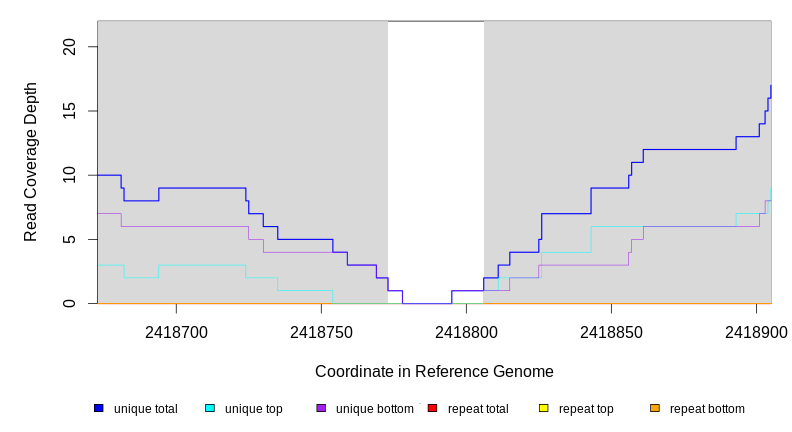 Read Coverage Depth
20
15
10
5
0
2418700 2418750 2418800 2418850 2418900
Coordinate in Reference Genome
unique total unique top unique bottom repeat total repeat top repeat bottom